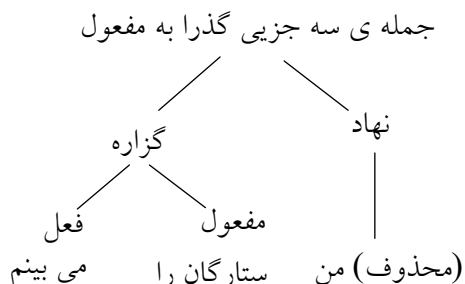 جمله ی سه جزیی گذرا به مفعول
نهاد
گزاره
مفعول
فعل
(محذوف) من
ستارگان را
می بینم